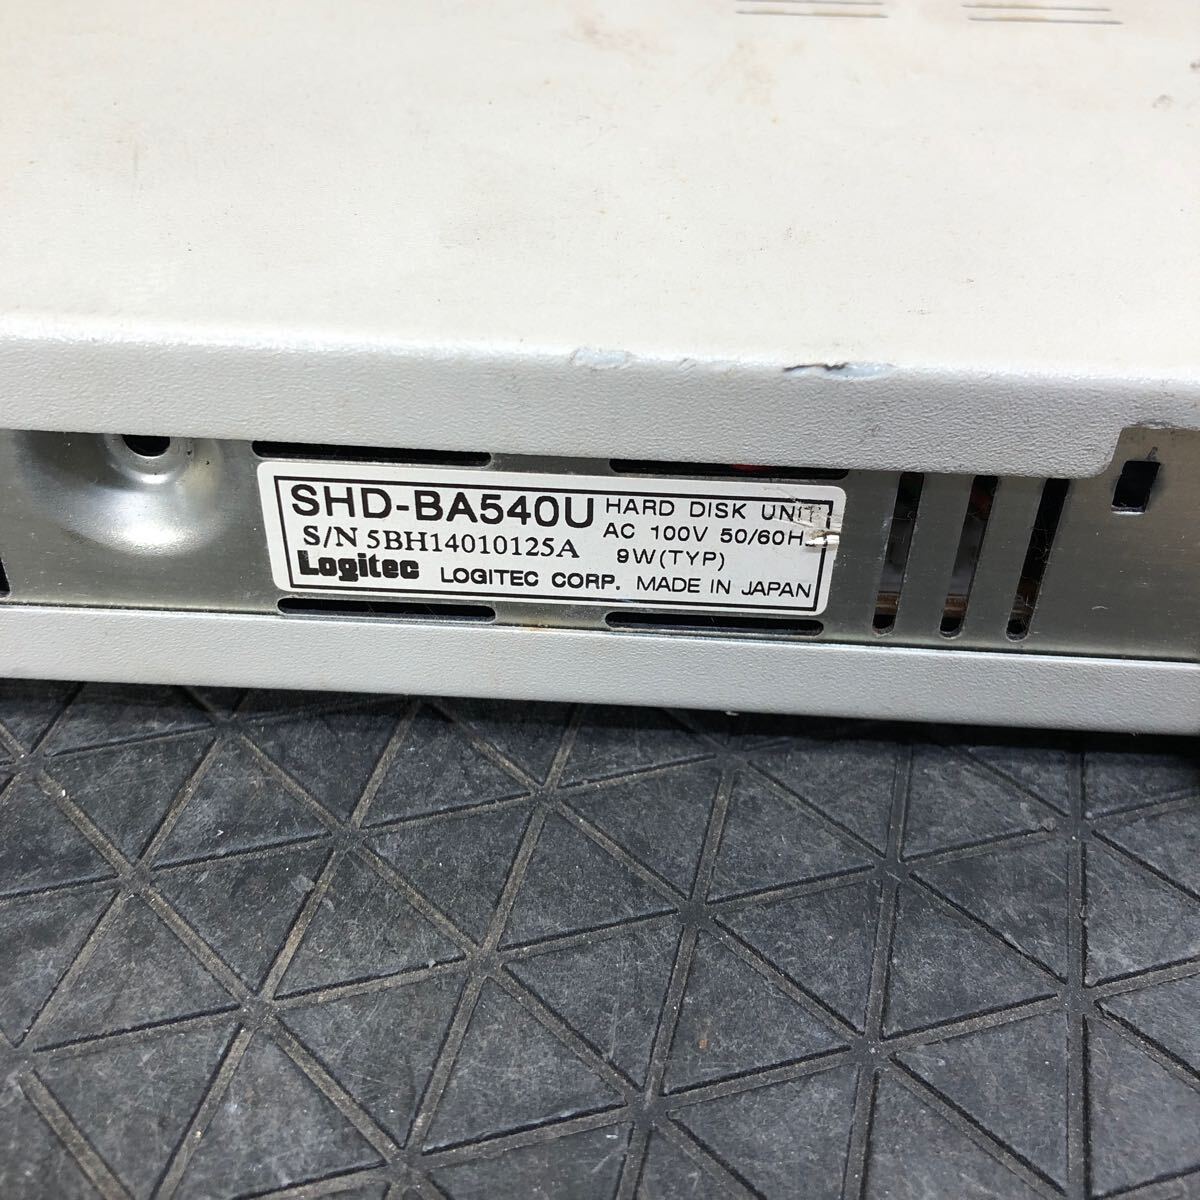 SHD-BA540U HARD DISK UNIT
S/N 5BH14010125A AC 100V 50/60H
9W(TYP)
Logitec LOGITEC CORP. MADE IN JAPAN